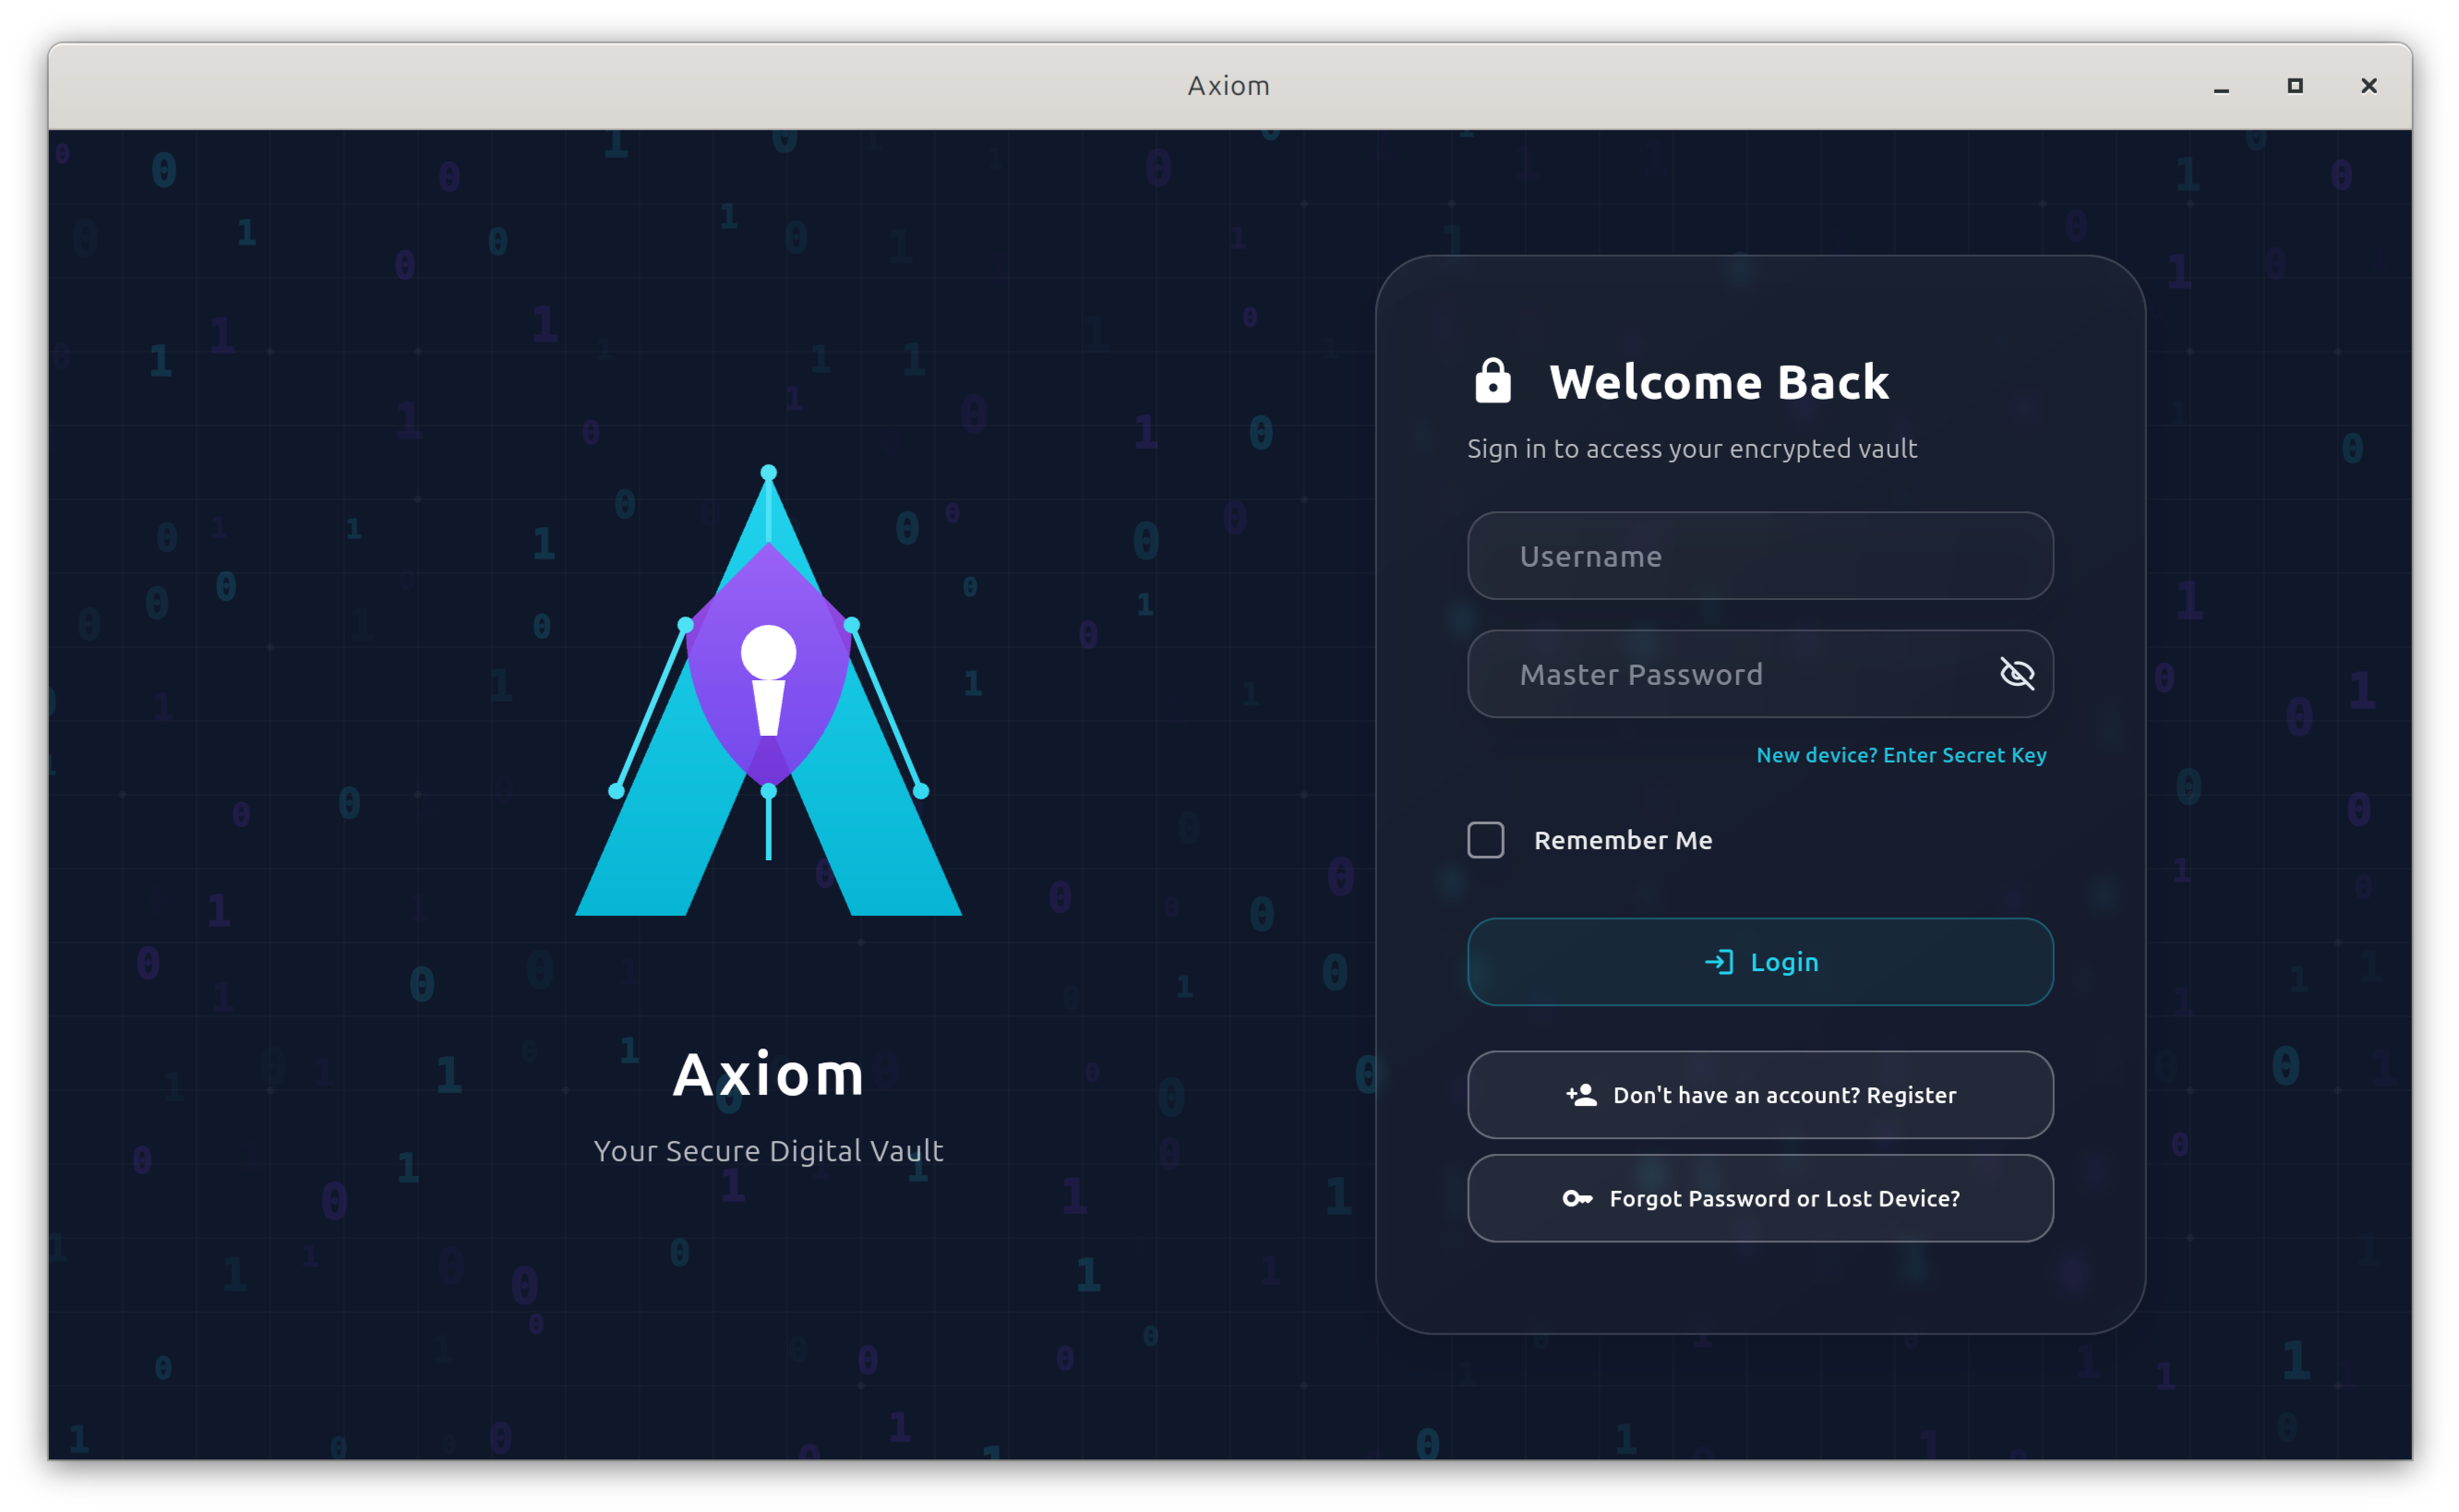 Axiom
Welcome Back
Sign in to access your encrypted vault
Username
Master Password
New device? Enter Secret Key
Remember Me
Login
Don't have an account? Register
Forgot Password or Lost Device?
Axiom
Your Secure Digital Vault